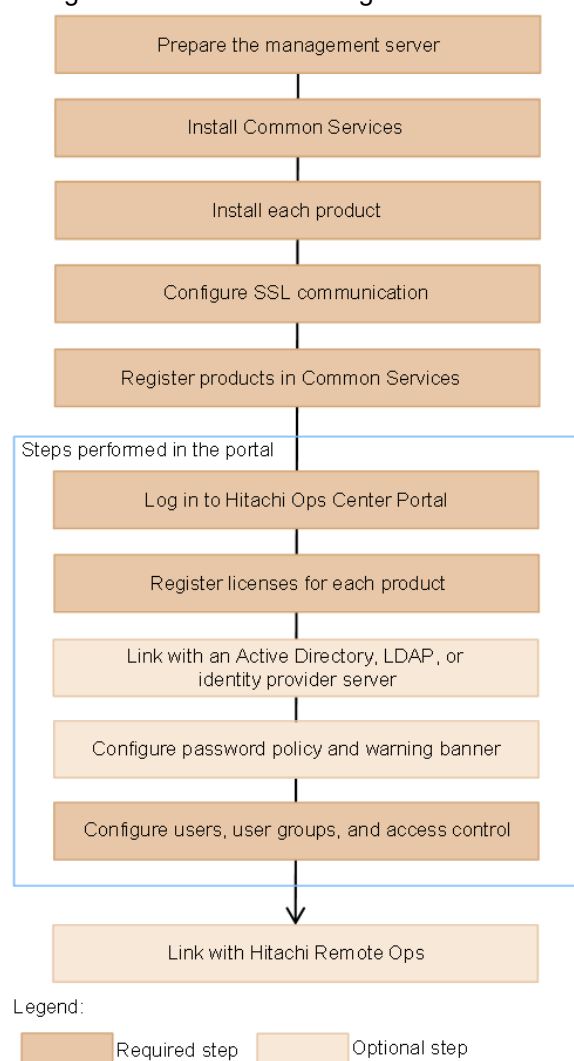 Prepare the management server
Install Common Services
Install each product
Configure SSL communication
Register products in Common Services
Steps performed in the portal
Log in to Hitachi Ops Center Portal
Register licenses for each product
Link with an Active Directory, LDAP, or
identity provider server
Configure password policy and warning banner
Configure users, user groups, and access control
Link with Hitachi Remote Ops
Legend:
Required step
Optional step